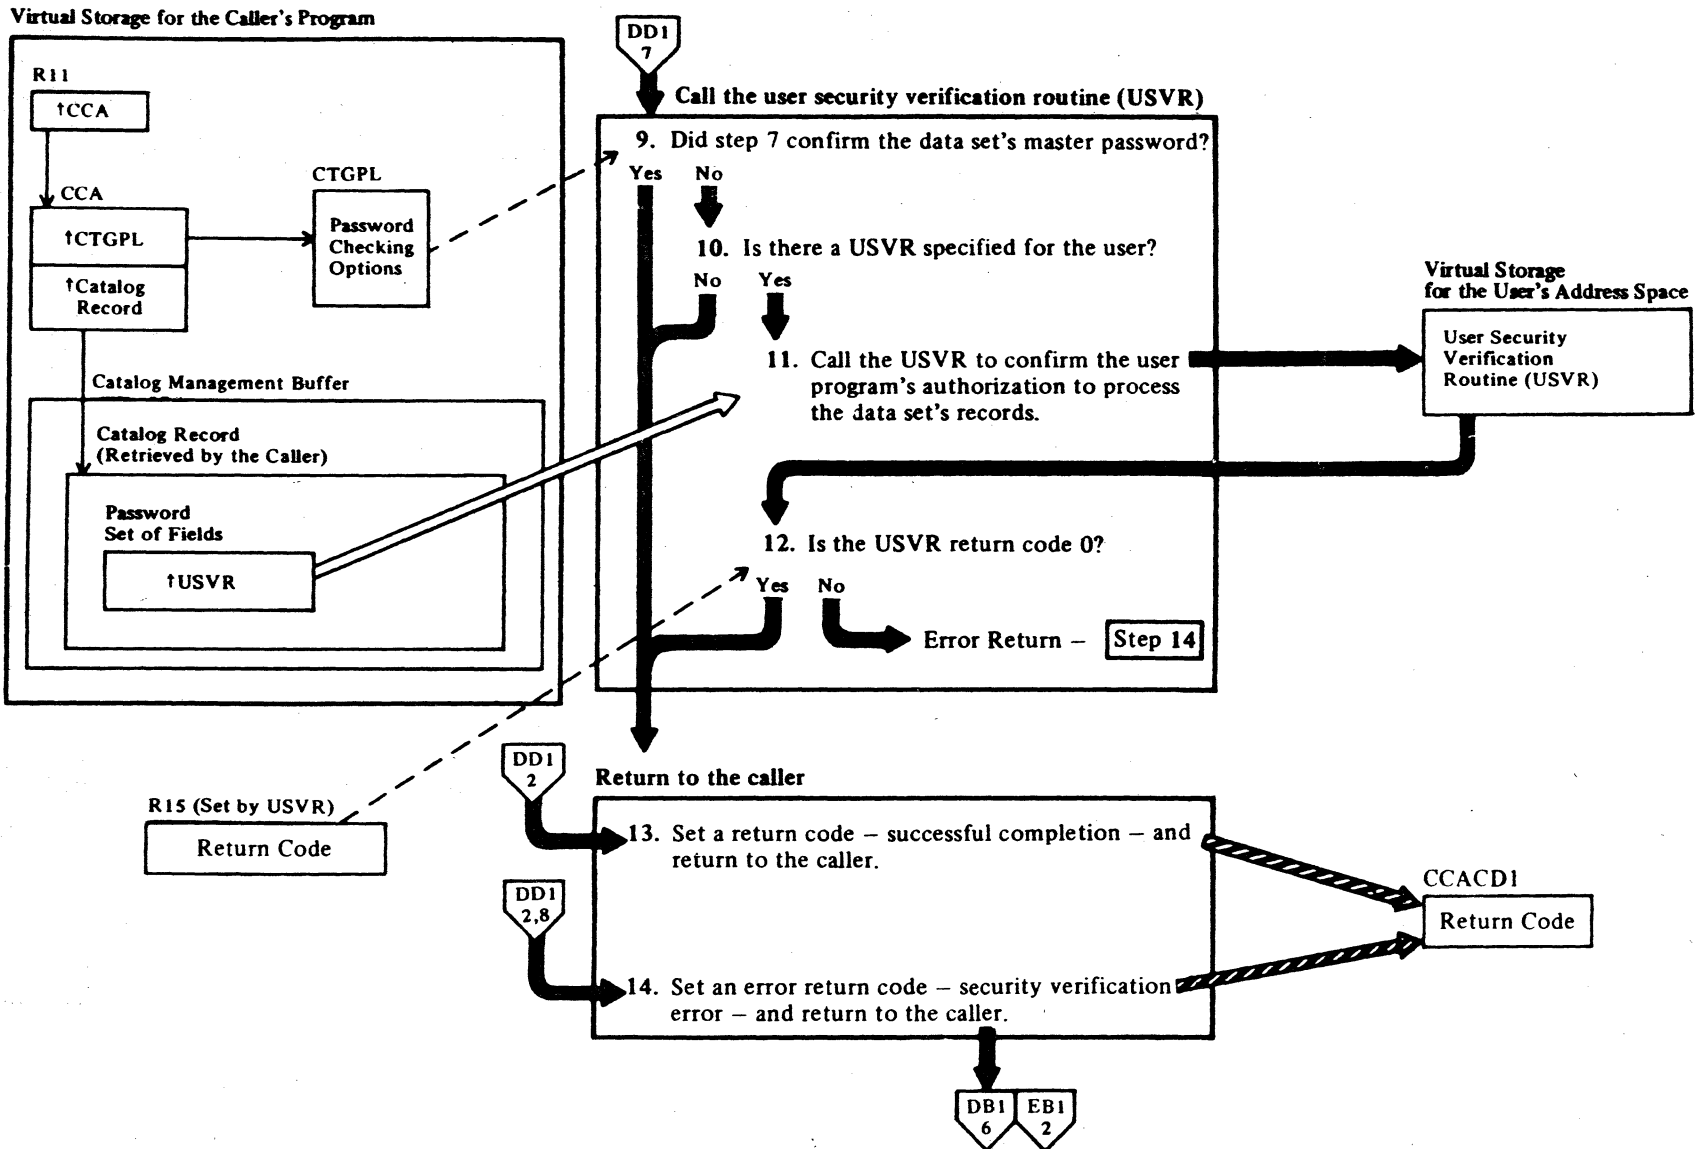 Virtual Storage for the Caller's Program
R11
↑CCA
CCA
↑CTGPL
↑Catalog
Record
CTGPL
Password
Checking
Options
Catalog Management Buffer
Catalog Record
(Retrieved by the Caller)
Password
Set of Fields
↑USVR
R15 (Set by USVR)
Return Code
DD1
7
Call the user security verification routine (USVR)
9. Did step 7 confirm the data set's master password?
Yes No
10. Is there a USVR specified for the user?
No Yes
11. Call the USVR to confirm the user
program's authorization to process
the data set's records.
12. Is the USVR return code 0?
Yes No
Error Return – Step 14
Virtual Storage
for the User's Address Space
User Security
Verification
Routine (USVR)
DD1
2
Return to the caller
13. Set a return code – successful completion – and
return to the caller.
DD1
2,8
14. Set an error return code – security verification
error – and return to the caller.
CCACD1
Return Code
DB1
6
EB1
2